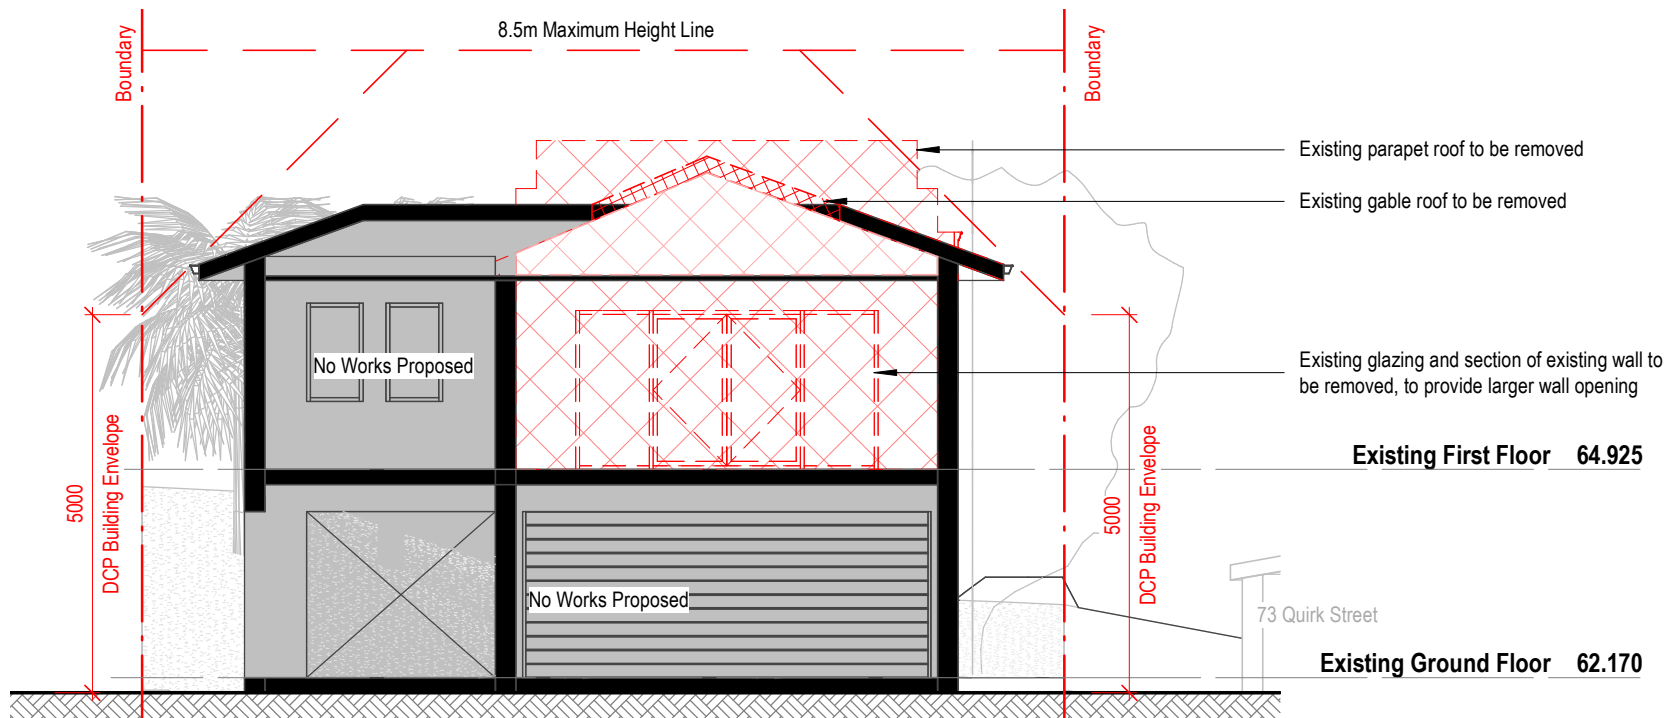 8.5m Maximum Height Line
Boundary
Boundary
Existing parapet roof to be removed
Existing gable roof to be removed
No Works Proposed
Existing glazing and section of existing wall to
be removed, to provide larger wall opening
Existing First Floor 64.925
5000
DCP Building Envelope
5000
DCP Building Envelope
No Works Proposed
73 Quirk Street
Existing Ground Floor 62.170